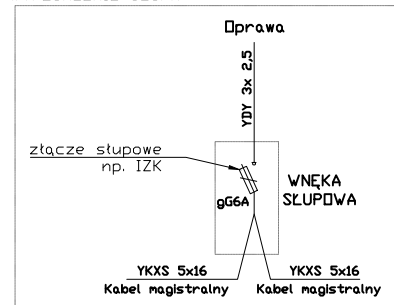 Oprawa
YDY 3x 2,5
złącze słupowe
np. IZK
WNĘKA
SŁUPOWA
gG6A
YKXS 5x16
Kabel magistralny
YKXS 5x16
Kabel magistralny